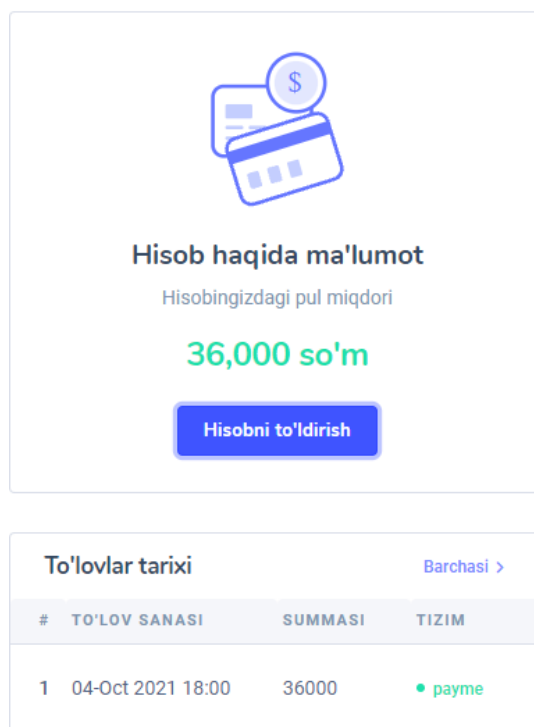 $
Hisob haqida ma'lumot
Hisobingizdagi pul miqdori
36,000 so'm
Hisobni to'ldirish
To'lovlar tarixi Barchasi >
# TO'LOV SANASI SUMMASI TIZIM
1 04-Oct 2021 18:00 36000 • payme